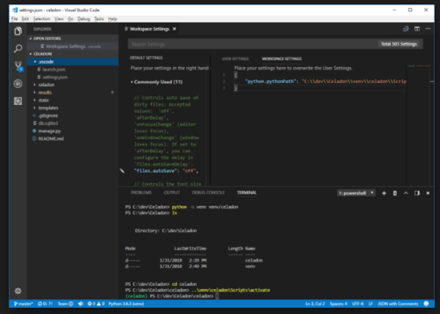 settings.json - celadon - Visual Studio Code
File Edit Selection View Go Debug Tasks Help
EXPLORER
OPEN EDITORS
Workspace Settings .vscode
CELADON
.vscode
launch.json
settings.json
celadon
results
static
templates
.gitignore
db.sqlite3
manage.py
README.md
Workspace Settings
Search Settings
Total 591 Settings
DEFAULT SETTINGS
Place your settings in the right hand
Commonly Used (11)
// Controls auto save of
dirty files. Accepted
values: 'off',
'afterDelay',
'onFocusChange' (editor
loses focus),
'onWindowChange' (window
loses focus). If set to
'afterDelay', you can
configure the delay in
'files.autoSaveDelay'.
"files.autoSave": "off",
// Controls the font size
USER SETTINGS
WORKSPACE SETTINGS
Place your settings here to overwrite the User Settings.
{
"python.pythonPath": "C:\\dev\\Celadon\\venv\\celadon\\Scrip
}
PROBLEMS OUTPUT DEBUG CONSOLE TERMINAL
1: powershell
PS C:\dev\Celadon> python -m venv venv/celadon
PS C:\dev\Celadon> ls
Directory: C:\dev\Celadon
Mode LastWriteTime Length Name
---- ------------- ------ ----
d----- 1/31/2018 2:39 PM celadon
d----- 1/31/2018 2:40 PM venv
PS C:\dev\Celadon> cd celadon
PS C:\dev\Celadon\celadon> ..\venv\celadon\Scripts\activate
(celadon) PS C:\dev\Celadon\celadon>
master* Team Python 3.6.3 (venv) Ln 3, Col 2 Spaces: 4 UTF-8 LF JSON with Comments